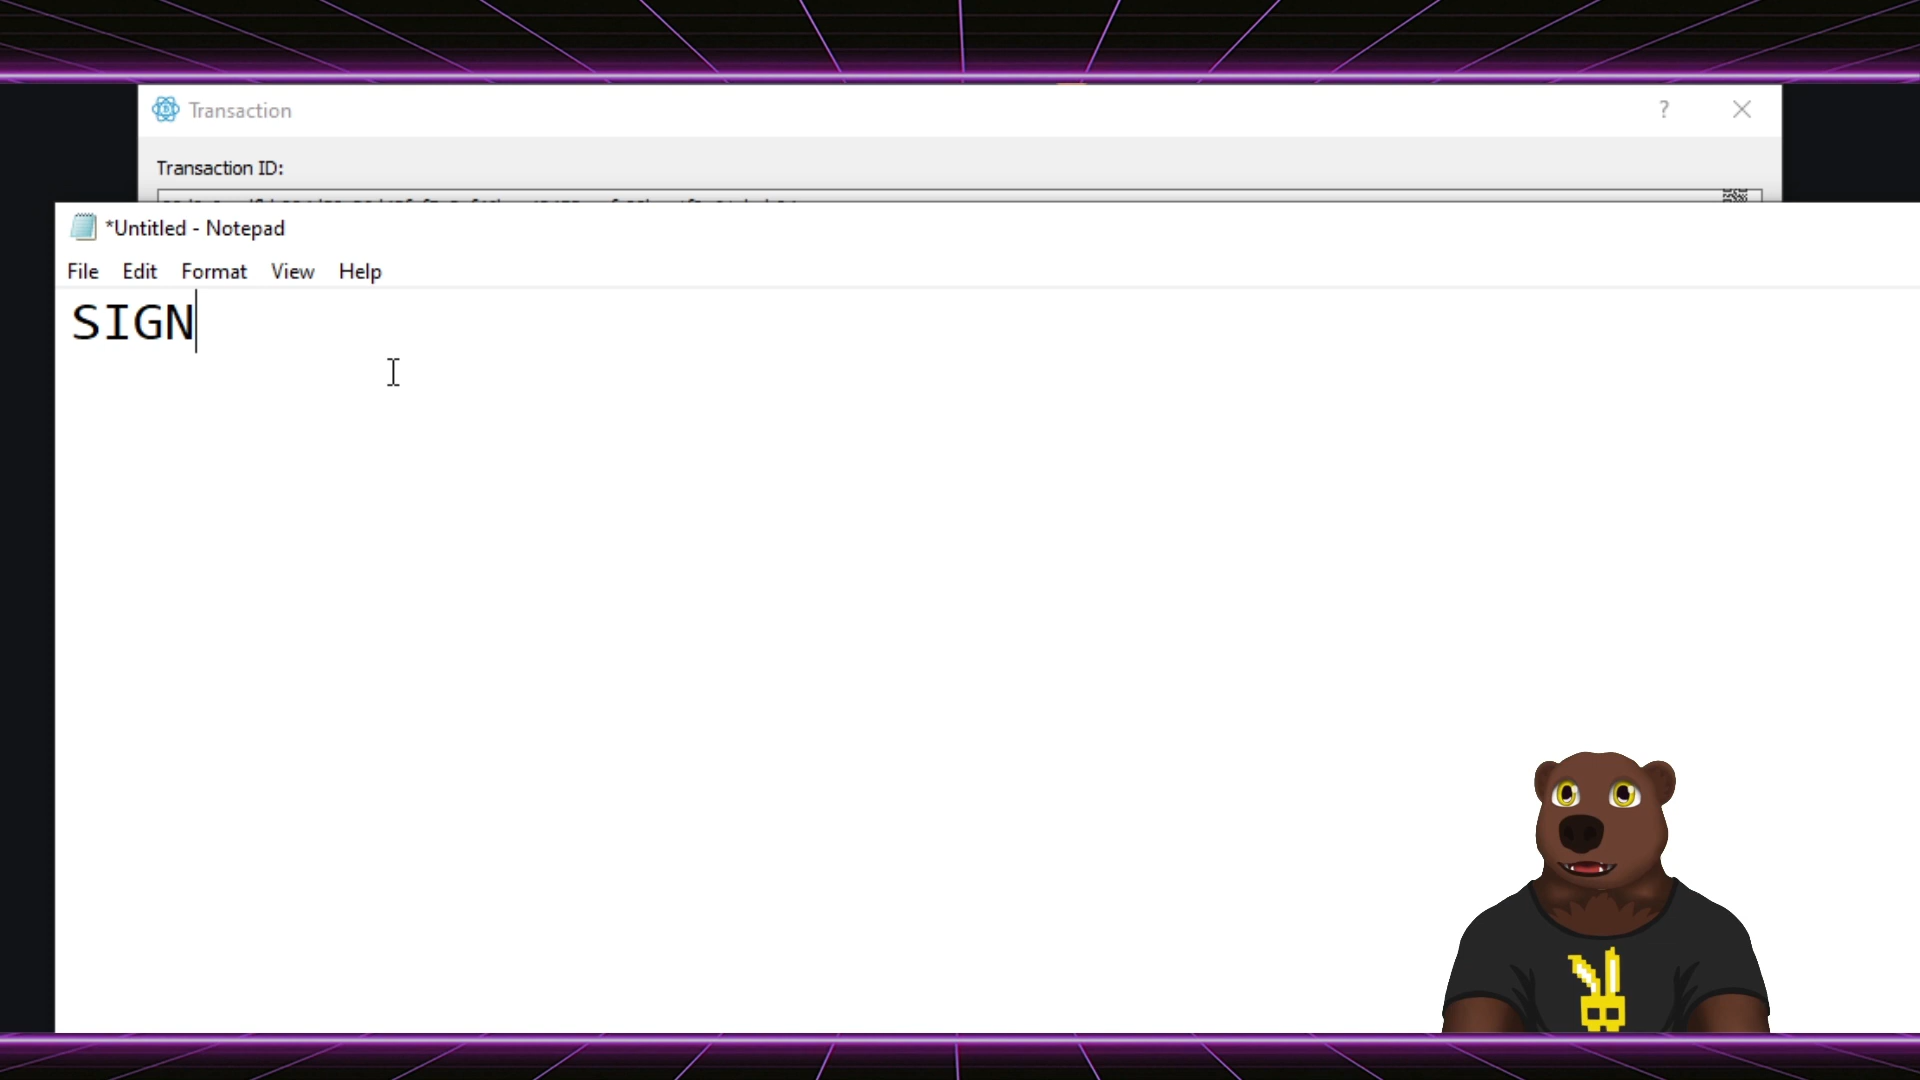 Transaction
?
Transaction ID:
*Untitled - Notepad
File Edit Format View Help
SIGN